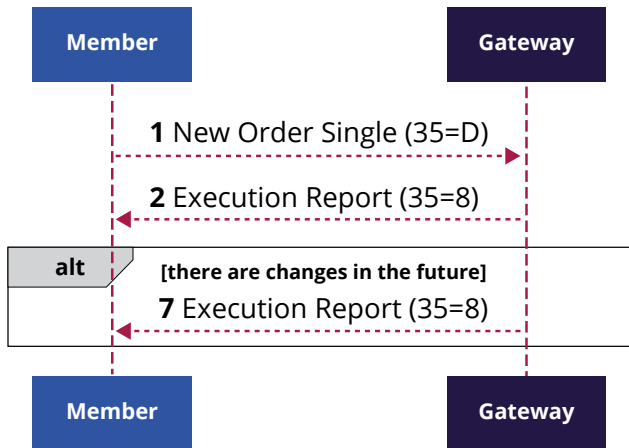 Member
Gateway
1 New Order Single (35=D)
2 Execution Report (35=8)
alt
[there are changes in the future]
7 Execution Report (35=8)
Member
Gateway